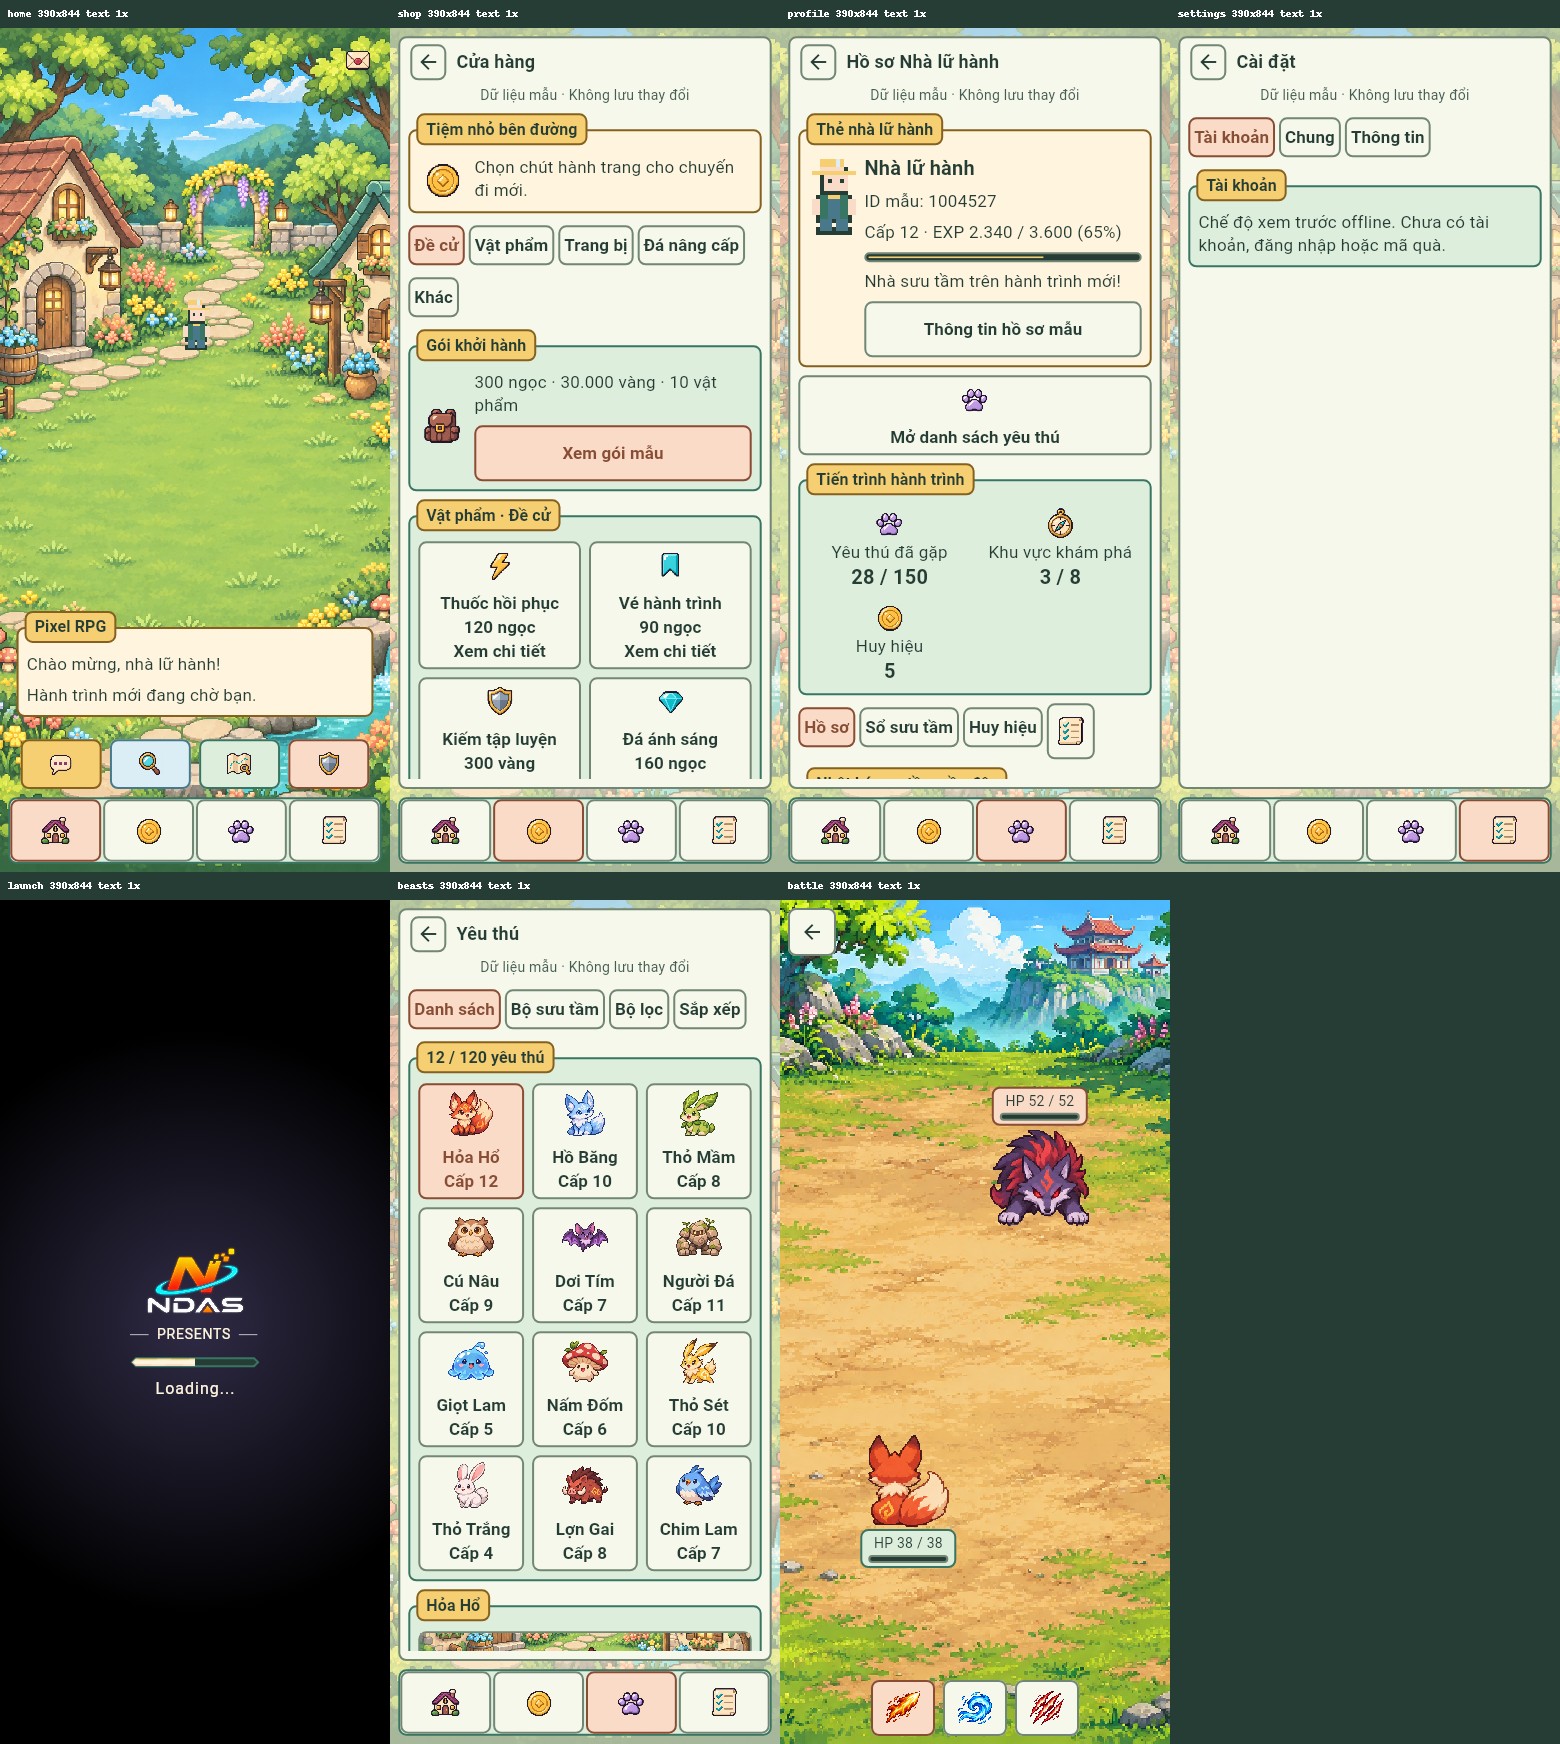 home 390x844 text 1x
Pixel RPG
Chào mừng, nhà lữ hành!
Hành trình mới đang chờ bạn.
shop 390x844 text 1x
Cửa hàng
Dữ liệu mẫu · Không lưu thay đổi
Tiệm nhỏ bên đường
Chọn chút hành trang cho chuyến
đi mới.
Đề cử
Vật phẩm
Trang bị
Đá nâng cấp
Khác
Gói khởi hành
300 ngọc · 30.000 vàng · 10 vật
phẩm
Xem gói mẫu
Vật phẩm · Đề cử
Thuốc hồi phục
120 ngọc
Xem chi tiết
Vé hành trình
90 ngọc
Xem chi tiết
Kiếm tập luyện
300 vàng
Đá ánh sáng
160 ngọc
profile 390x844 text 1x
Hồ sơ Nhà lữ hành
Dữ liệu mẫu · Không lưu thay đổi
Thẻ nhà lữ hành
Nhà lữ hành
ID mẫu: 1004527
Cấp 12 · EXP 2.340 / 3.600 (65%)
Nhà sưu tầm trên hành trình mới!
Thông tin hồ sơ mẫu
Mở danh sách yêu thú
Tiến trình hành trình
Yêu thú đã gặp
28 / 150
Khu vực khám phá
3 / 8
Huy hiệu
5
Hồ sơ
Sổ sưu tầm
Huy hiệu
settings 390x844 text 1x
Cài đặt
Dữ liệu mẫu · Không lưu thay đổi
Tài khoản
Chung
Thông tin
Tài khoản
Chế độ xem trước offline. Chưa có tài
khoản, đăng nhập hoặc mã quà.
launch 390x844 text 1x
NDAS
PRESENTS
Loading...
beasts 390x844 text 1x
Yêu thú
Dữ liệu mẫu · Không lưu thay đổi
Danh sách
Bộ sưu tầm
Bộ lọc
Sắp xếp
12 / 120 yêu thú
Hỏa Hổ
Cấp 12
Hồ Băng
Cấp 10
Thỏ Mầm
Cấp 8
Cú Nâu
Cấp 9
Dơi Tím
Cấp 7
Người Đá
Cấp 11
Giọt Lam
Cấp 5
Nấm Đốm
Cấp 6
Thỏ Sét
Cấp 10
Thỏ Trắng
Cấp 4
Lợn Gai
Cấp 8
Chim Lam
Cấp 7
Hỏa Hổ
battle 390x844 text 1x
HP 52 / 52
HP 38 / 38